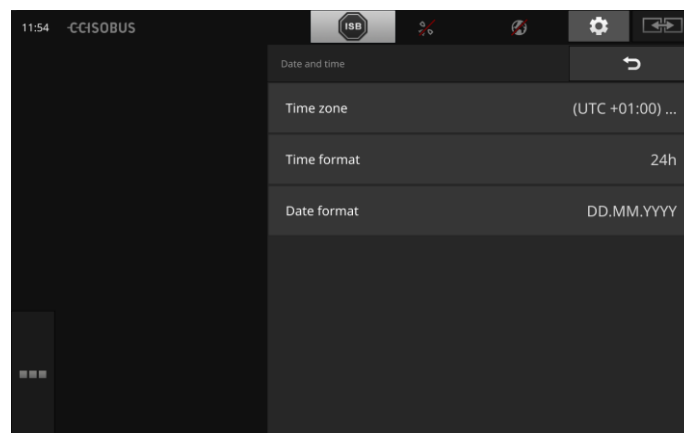 11:54 CCISOBUS ISB
Date and time
Time zone (UTC +01:00) ...
Time format 24h
Date format DD.MM.YYYY